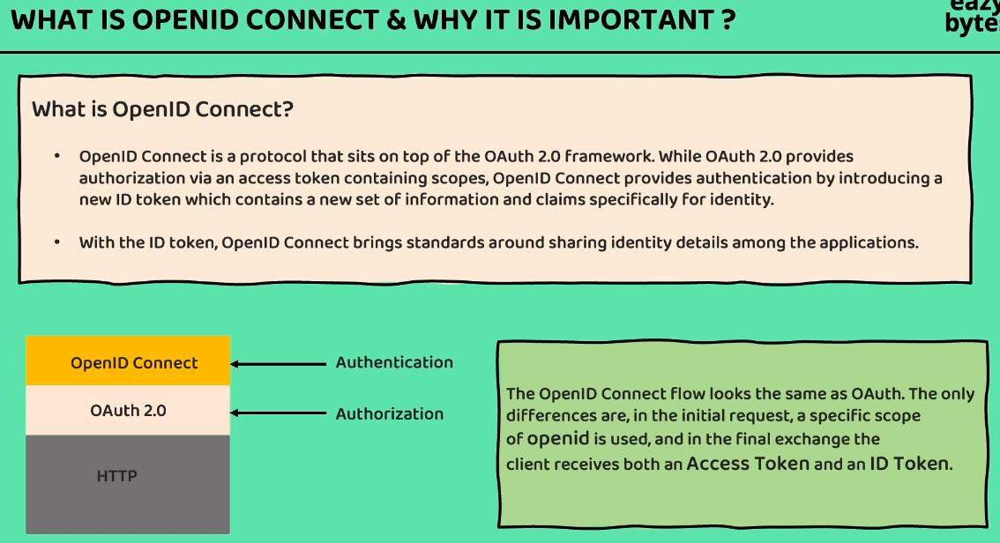 WHAT IS OPENID CONNECT & WHY IT IS IMPORTANT ?
eazy
byte
What is OpenID Connect?
• OpenID Connect is a protocol that sits on top of the OAuth 2.0 framework. While OAuth 2.0 provides
authorization via an access token containing scopes, OpenID Connect provides authentication by introducing a
new ID token which contains a new set of information and claims specifically for identity.
• With the ID token, OpenID Connect brings standards around sharing identity details among the applications.
OpenID Connect
Authentication
OAuth 2.0
Authorization
HTTP
The OpenID Connect flow looks the same as OAuth. The only
differences are, in the initial request, a specific scope
of openid is used, and in the final exchange the
client receives both an Access Token and an ID Token.